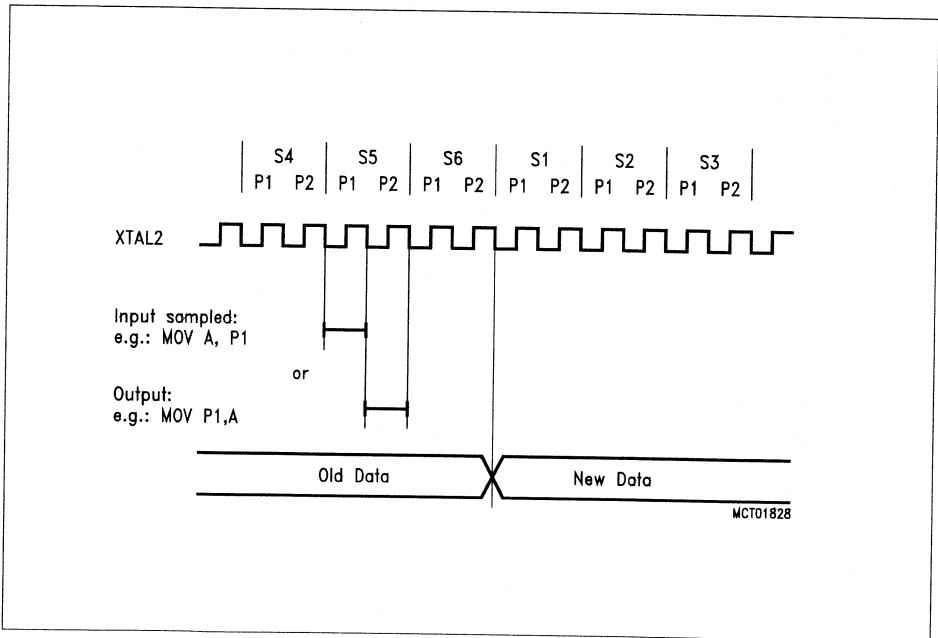 S4 S5 S6 S1 S2 S3
P1 P2 P1 P2 P1 P2 P1 P2 P1 P2 P1 P2
XTAL2
Input sampled:
e.g.: MOV A, P1
or
Output:
e.g.: MOV P1,A
Old Data New Data
MCT01828